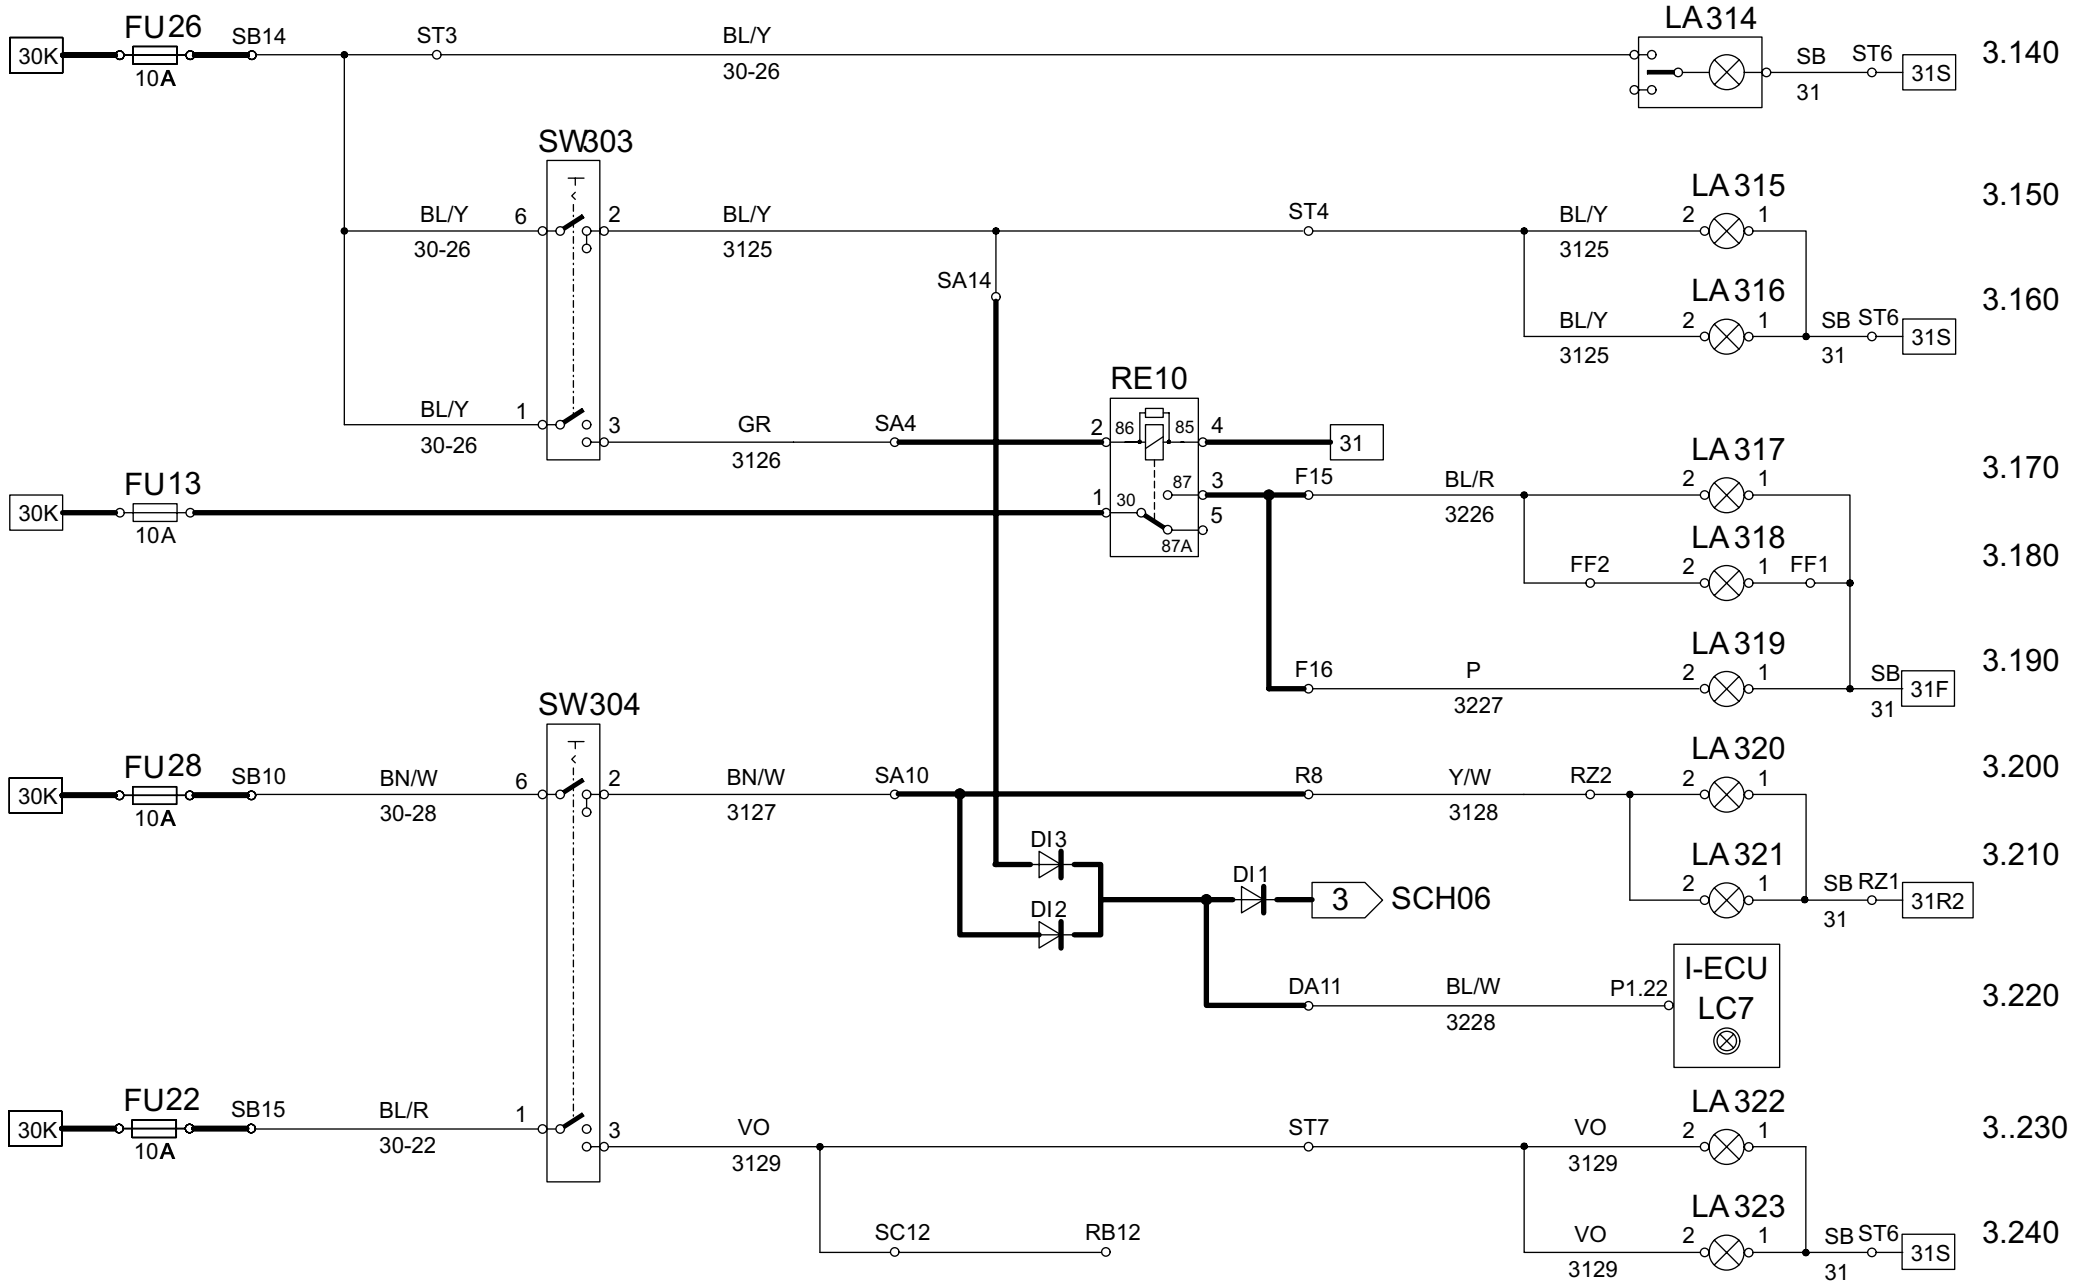 LA314
FU26
SB14
ST3
BL/Y
SB
ST6
3.140
30K
31S
10A
30-26
31
SW303
LA315
3.150
BL/Y
6
2
BL/Y
ST4
BL/Y
2
1
30-26
3125
3125
SA14
LA316
3.160
BL/Y
2
1
SB
ST6
31S
3125
31
RE10
BL/Y
1
3
GR
SA4
2
86
85
4
30-26
3126
31
LA317
3.170
FU13
F15
BL/R
2
1
87
3
30K
1
30
5
3226
10A
87A
LA318
3.180
FF2
2
1
FF1
LA319
3.190
F16
P
2
1
SB
31F
3227
31
SW304
LA320
3.200
FU28
SB10
BN/W
6
2
BN/W
SA10
R8
Y/W
RZ2
2
1
30K
10A
30-28
3127
3128
DI3
LA321
3.210
DI1
2
1
SB
RZ1
3
SCH06
31R2
DI2
31
I-ECU
LC7
3.220
DA11
BL/W
P1.22
3228
FU22
SB15
BL/R
1
3
VO
ST7
VO
LA322
2
1
3..230
30K
10A
30-22
3129
3129
LA323
3.240
SC12
RB12
VO
2
1
SB
ST6
31S
3129
31